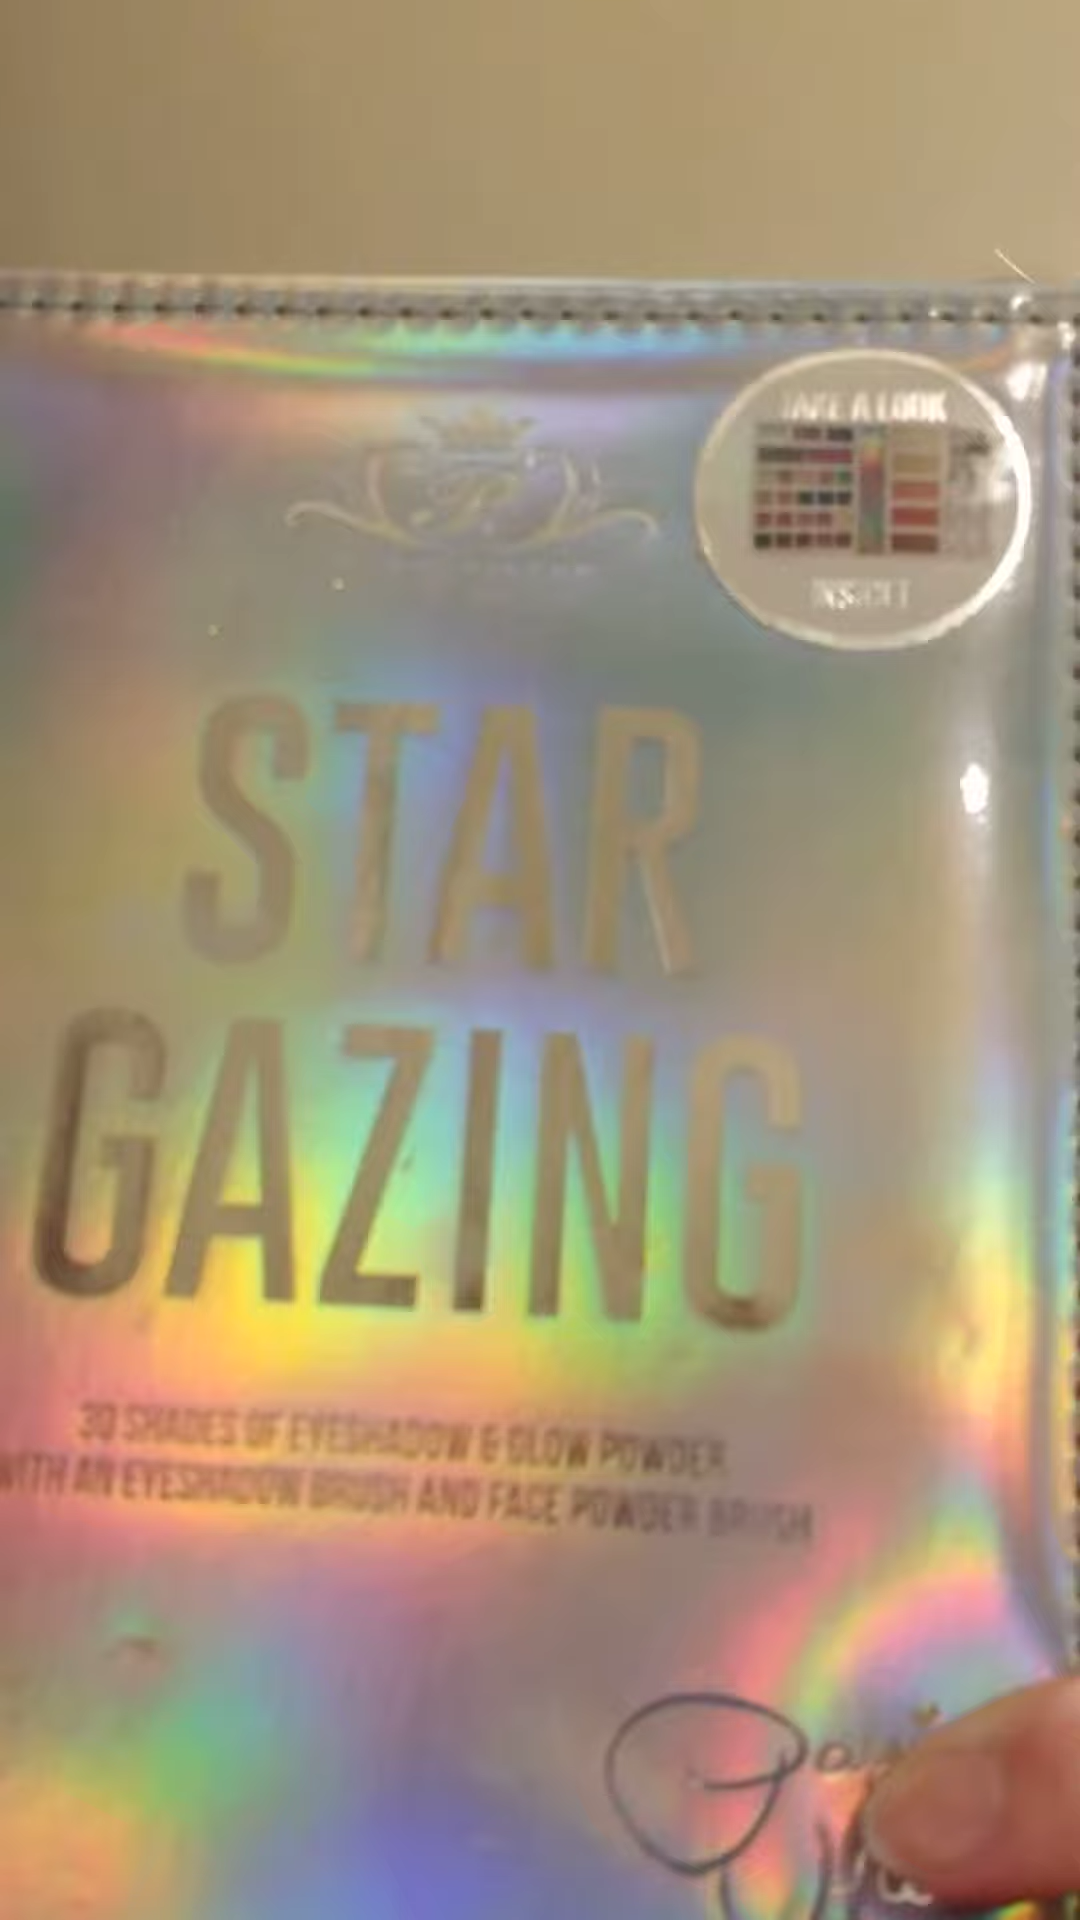 TAKE A LOOK
INSIDE!
STAR
GAZING
30 SHADES OF EYESHADOW & GLOW POWDER
WITH AN EYESHADOW BRUSH AND FACE POWDER BRUSH